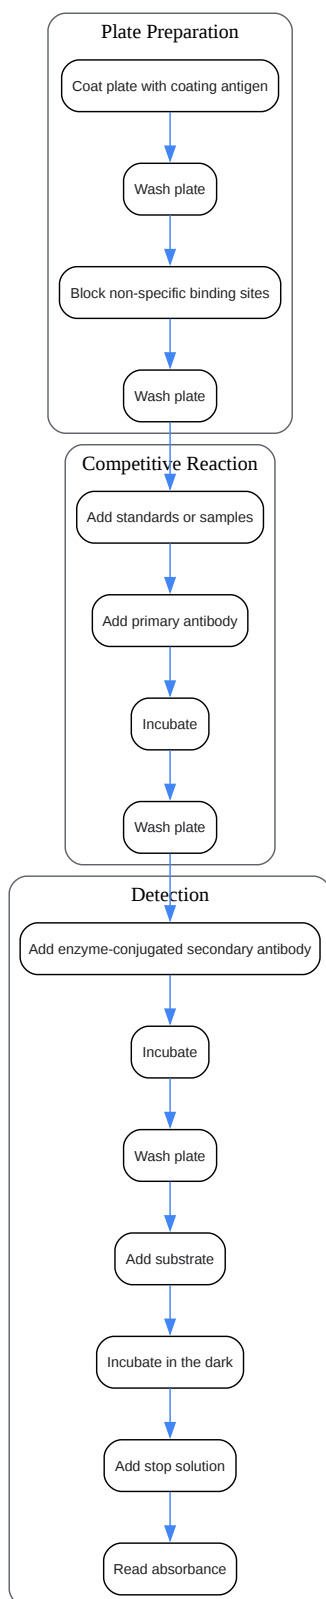 Plate Preparation
Coat plate with coating antigen
Wash plate
Block non-specific binding sites
Wash plate
Competitive Reaction
Add standards or samples
Add primary antibody
Incubate
Wash plate
Detection
Add enzyme-conjugated secondary antibody
Incubate
Wash plate
Add substrate
Incubate in the dark
Add stop solution
Read absorbance